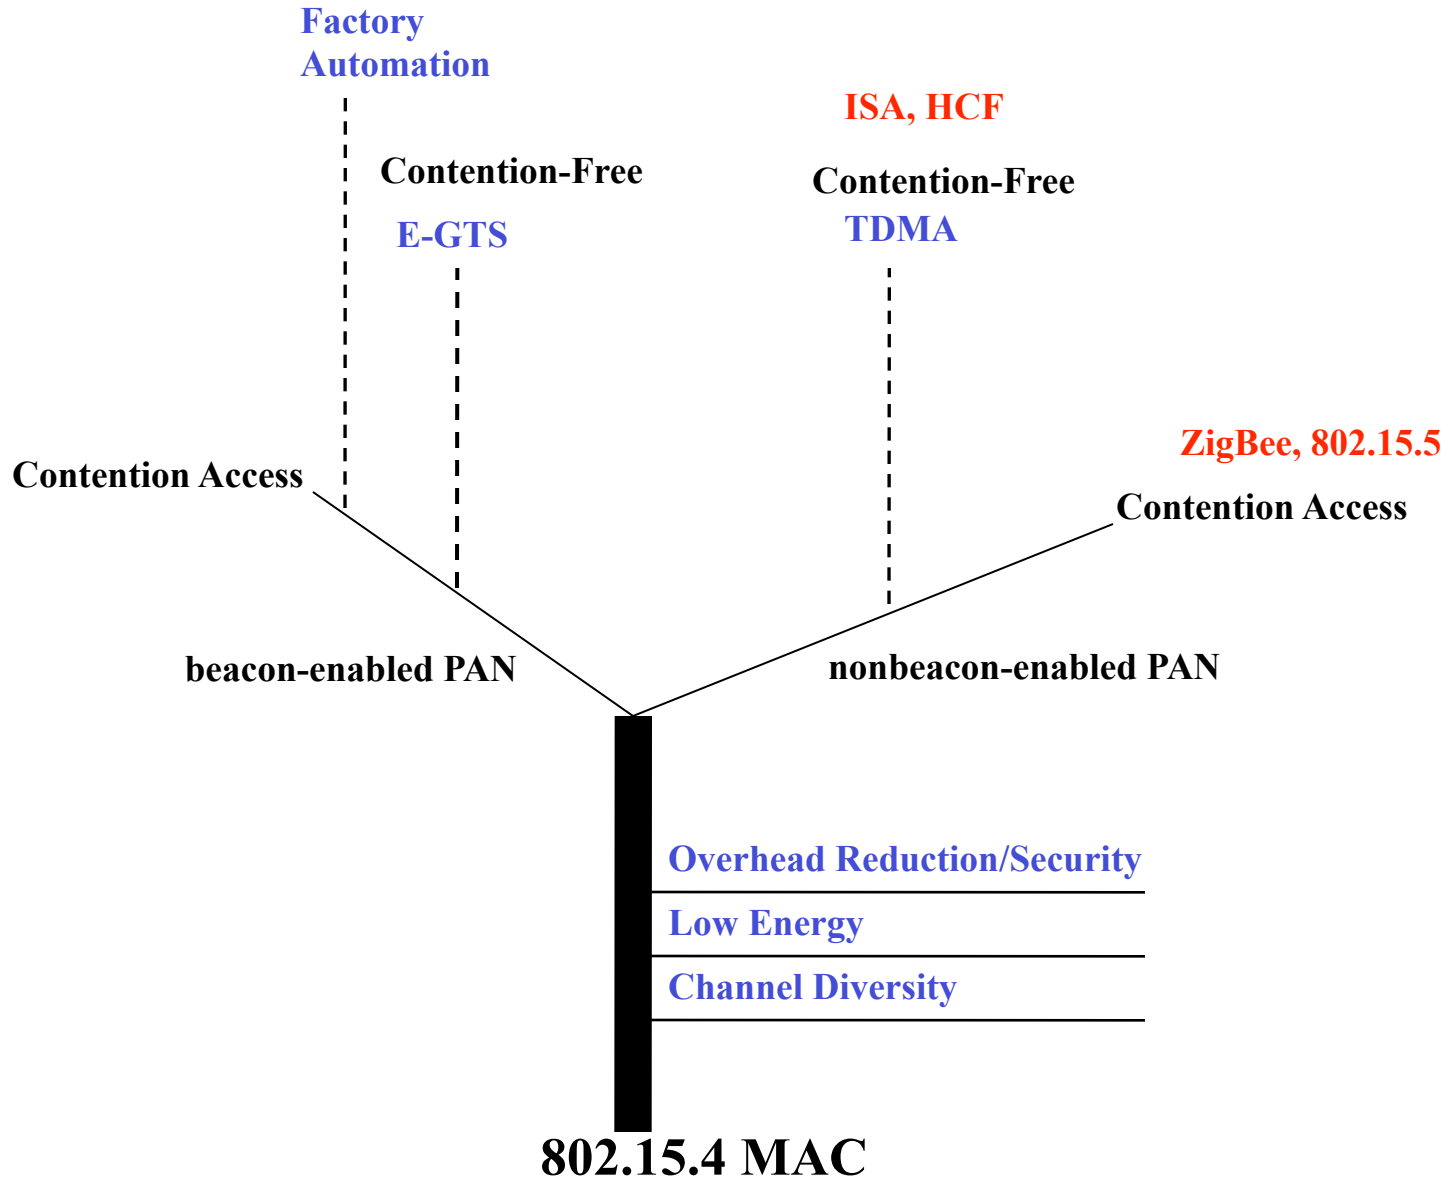 Factory
Automation
ISA, HCF
Contention-Free
Contention-Free
E-GTS
TDMA
ZigBee, 802.15.5
Contention Access
Contention Access
beacon-enabled PAN
nonbeacon-enabled PAN
Overhead Reduction/Security
Low Energy
Channel Diversity
802.15.4 MAC